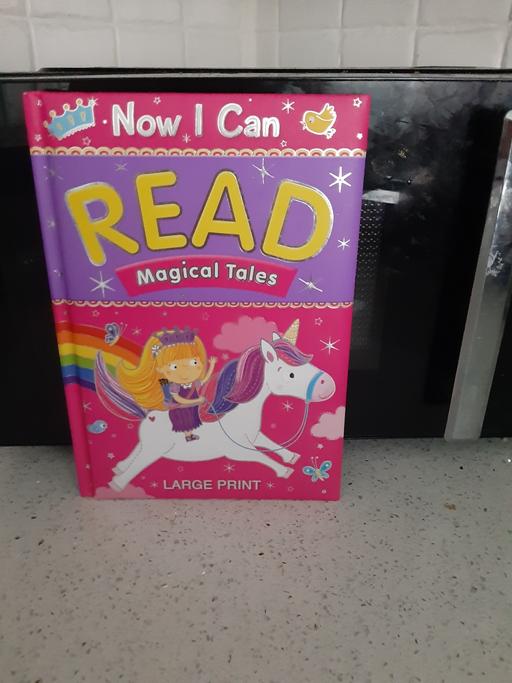 Now I Can
READ
Magical Tales
LARGE PRINT